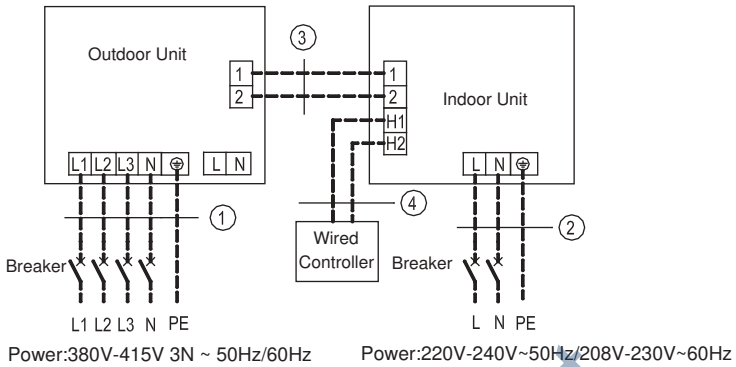 ③
Outdoor Unit
1 1
2 2
Indoor Unit
H1
H2
L1 L2 L3 N ⏚ L N
L N ⏚
①
④
②
Wired
Controller
Breaker
Breaker
L1 L2 L3 N PE
L N PE
Power:380V-415V 3N ~ 50Hz/60Hz
Power:220V-240V~50Hz/208V-230V~60Hz